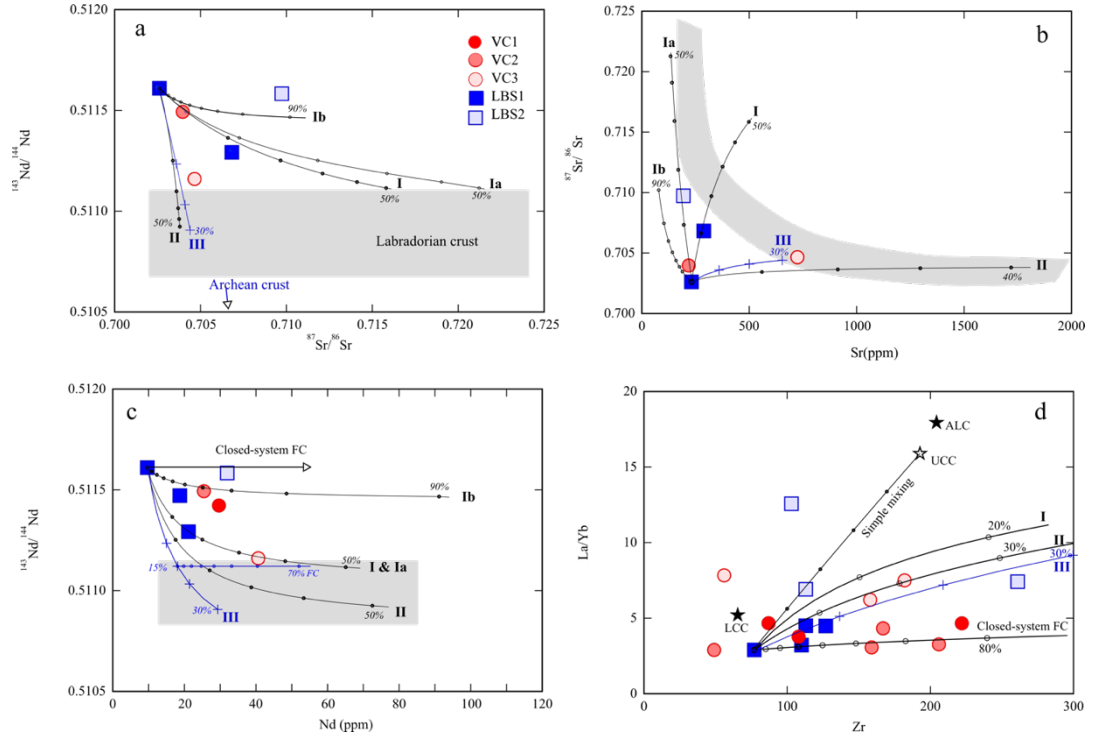 a
0.5120
0.5115
0.5110
0.5105
143Nd/ 144Nd
VC1
VC2
VC3
LBS1
LBS2
90%
Ib
I
Ia
50%
50%
50%
II
III
30%
Labradorian crust
Archean crust
0.700
0.705
0.710
0.715
0.720
0.725
87Sr/86Sr
b
0.720
0.715
0.710
0.705
0.700
87Sr/ 86Sr
Ia
50%
I
50%
Ib
90%
III
30%
II
40%
0
500
1000
1500
2000
Sr(ppm)
c
0.5120
0.5115
0.5110
0.5105
143Nd/ 144Nd
Closed-system FC
90%
Ib
50%
I & Ia
15%
70% FC
II
50%
30%
III
0
20
40
60
80
100
120
Nd (ppm)
d
20
15
10
5
0
La/Yb
ALC
UCC
Simple mixing
LCC
I
20%
II
30%
30%
III
Closed-system FC
80%
0
100
200
300
Zr